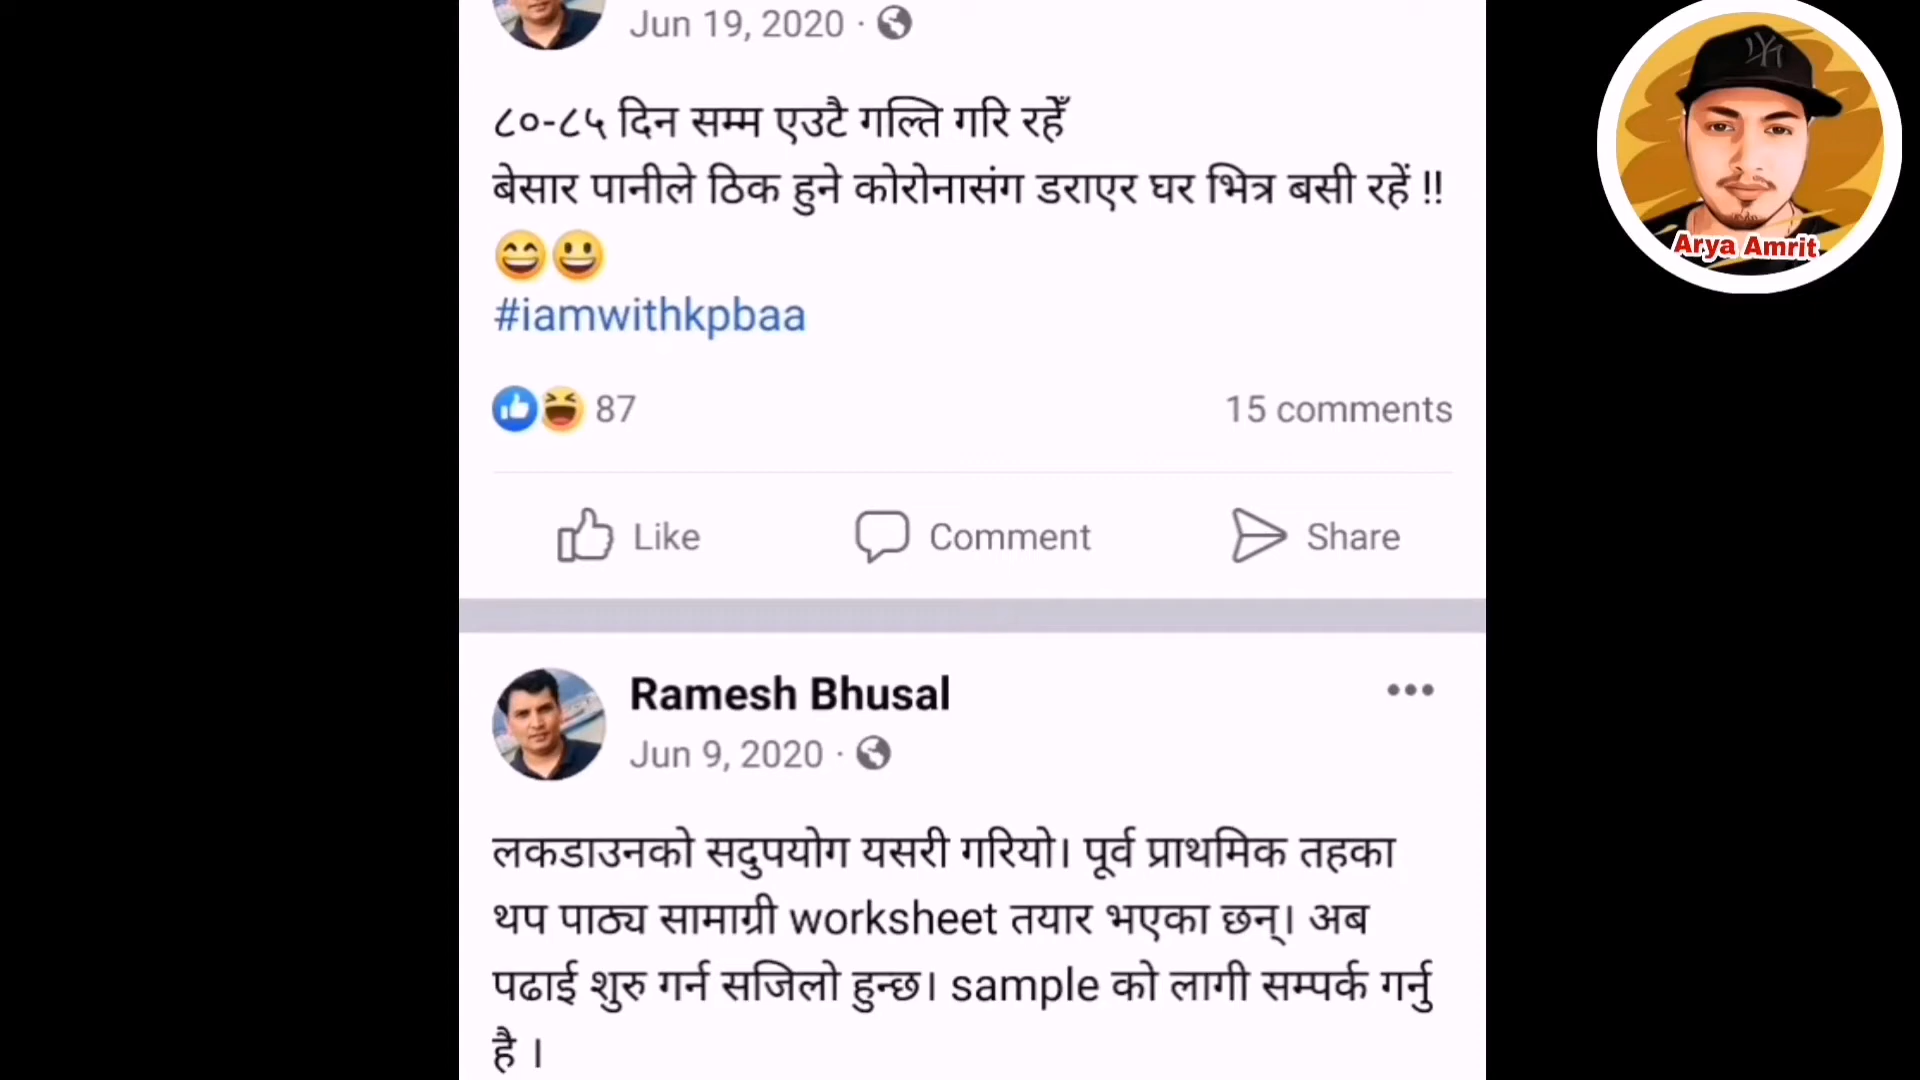 Jun 19, 2020 ·
८०-८५ दिन सम्म एउटै गल्ति गरि रहेँ
बेसार पानीले ठिक हुने कोरोनासंग डराएर घर भित्र बसी रहें !!
😄😃
#iamwithkpbaa
87
15 comments
Like
Comment
Share
Ramesh Bhusal
Jun 9, 2020 ·
लकडाउनको सदुपयोग यसरी गरियो। पूर्व प्राथमिक तहका
थप पाठ्य सामाग्री worksheet तयार भएका छन्। अब
पढाई शुरु गर्न सजिलो हुन्छ। sample को लागी सम्पर्क गर्नु
है ।
Arya Amrit